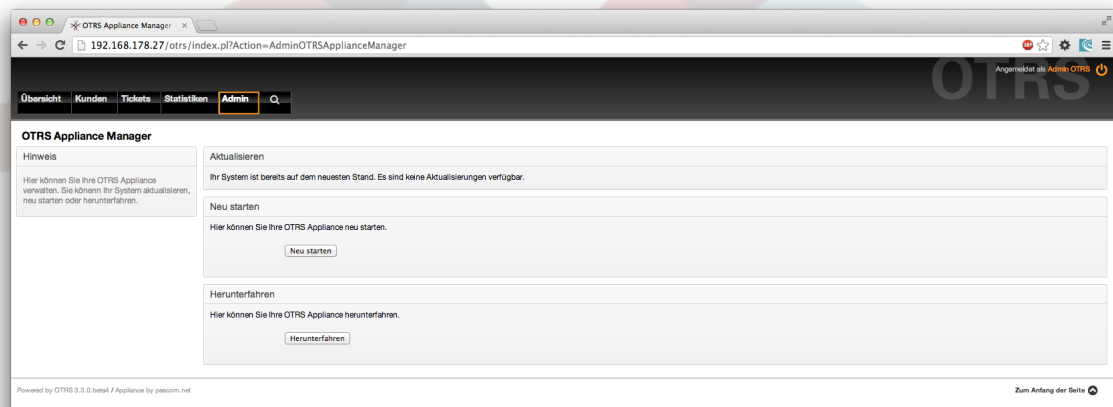 OTRS Appliance Manager -
192.168.178.27/otrs/index.pl?Action=AdminOTRSApplianceManager
ABP
OTRS
Angemeldet als Admin OTRS
Übersicht Kunden Tickets Statistiken Admin
OTRS Appliance Manager
Hinweis
Hier können Sie Ihre OTRS Appliance
verwalten. Sie könenn Ihr System aktualisieren,
neu starten oder herunterfahren.
Aktualisieren
Ihr System ist bereits auf dem neuesten Stand. Es sind keine Aktualisierungen verfügbar.
Neu starten
Hier können Sie Ihre OTRS Appliance neu starten.
Neu starten
Herunterfahren
Hier können Sie Ihre OTRS Appliance herunterfahren.
Herunterfahren
Powered by OTRS 3.3.0.beta4 / Appliance by pascom.net
Zum Anfang der Seite